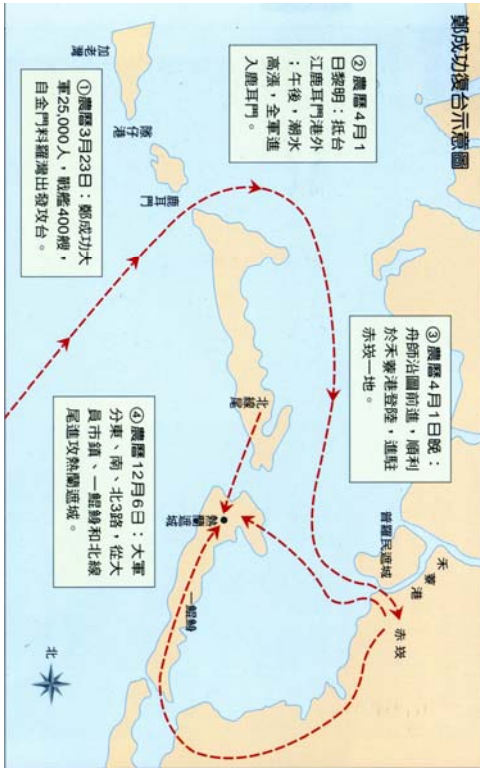 鄭成功復台示意圖
②農曆4月1
日黎明：抵台
江鹿耳門港外
；午後，潮水
高漲，全軍進
入鹿耳門。
③農曆4月1日晚：
舟師沿圖前進，順利
於禾寮港登陸，進駐
赤崁一地。
①農曆3月23日：鄭成功大
軍25,000人，戰艦400艘，
自金門料羅灣出發攻台。
④農曆12月6日：大軍
分東、南、北3路，從大
員市鎮、一鯤鯓和北線
尾進攻熱蘭遮城。
加老灣
隙仔港
鹿耳門
北線尾
熱蘭遮城
一鯤鯓
普羅民遮城
禾寮港
赤崁
北